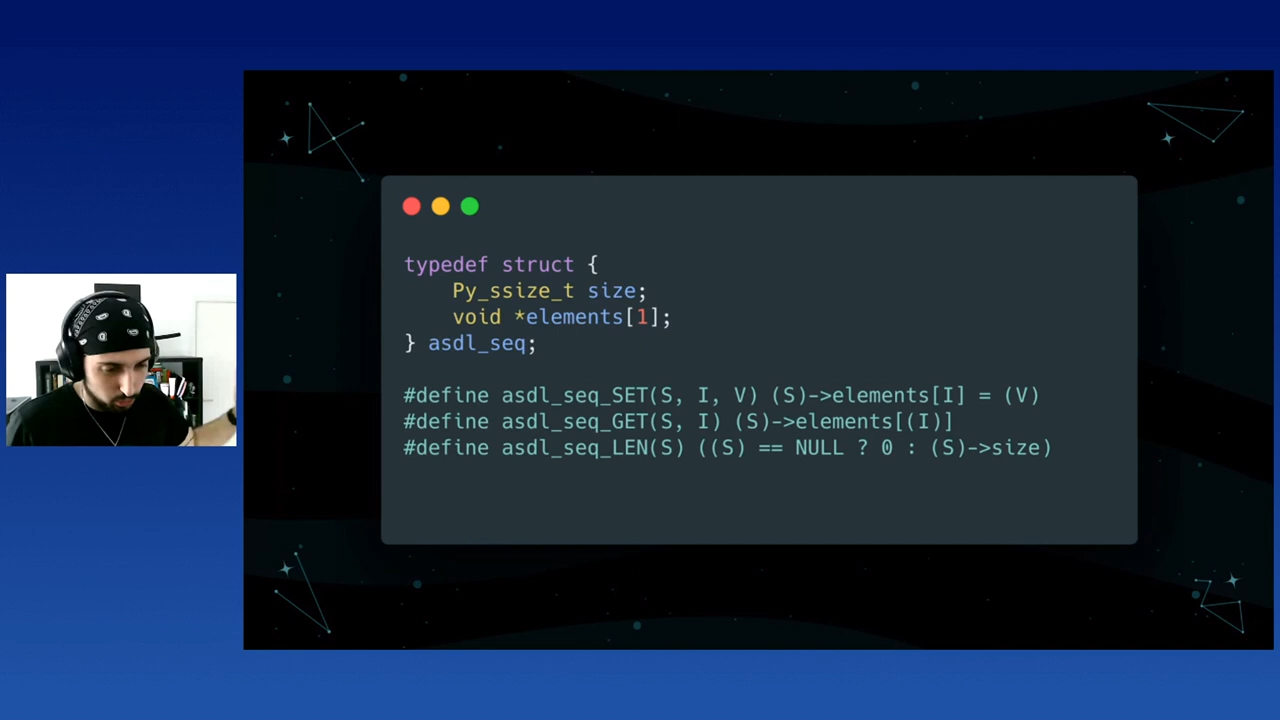 typedef struct {
    Py_ssize_t size;
    void *elements[1];
} asdl_seq;
#define asdl_seq_SET(S, I, V) (S)->elements[I] = (V)
#define asdl_seq_GET(S, I) (S)->elements[(I)]
#define asdl_seq_LEN(S) ((S) == NULL ? 0 : (S)->size)